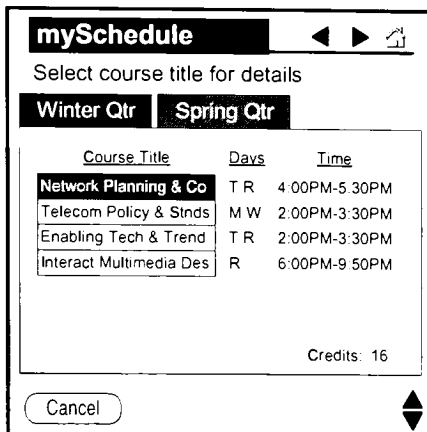 mySchedule
Select course title for details
Winter Qtr Spring Qtr
Course Title Days Time
Network Planning & Co T R 4:00PM-5.30PM
Telecom Policy & Stnds M W 2:00PM-3:30PM
Enabling Tech & Trend T R 2:00PM-3:30PM
Interact Multimedia Des R 6:00PM-9 50PM
Credits: 16
Cancel